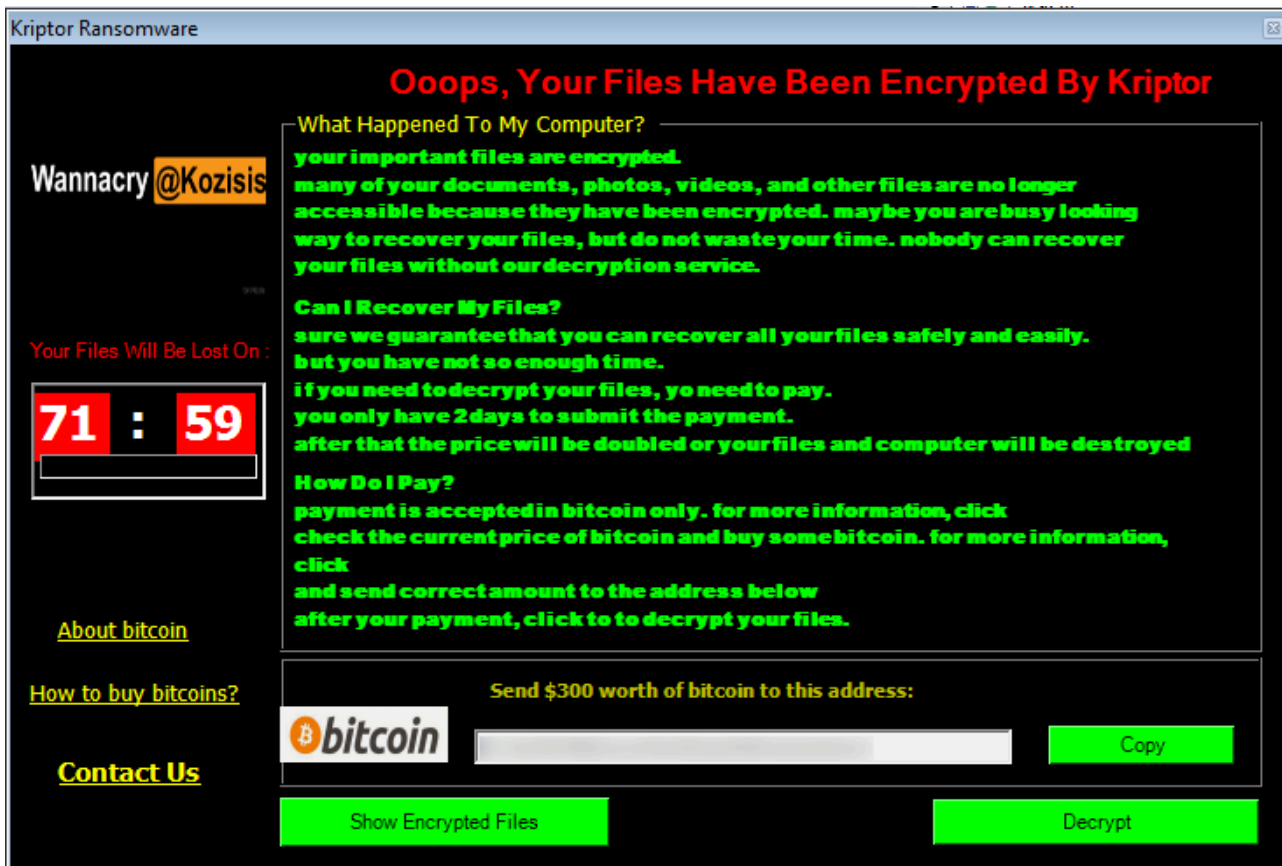 Kriptor Ransomware
Ooops, Your Files Have Been Encrypted By Kriptor
Wannacry @Kozisis
Your Files Will Be Lost On :
71 : 59
About bitcoin
How to buy bitcoins?
Contact Us
What Happened To My Computer?
your important files are encrypted.
many of your documents, photos, videos, and other files are no longer
accessible because they have been encrypted. maybe you are busy looking
way to recover your files, but do not waste your time. nobody can recover
your files without our decryption service.
Can I Recover My Files?
sure we guarantee that you can recover all your files safely and easily.
but you have not so enough time.
if you need to decrypt your files, yo need to pay.
you only have 2 days to submit the payment.
after that the price will be doubled or your files and computer will be destroyed
How Do I Pay?
payment is accepted in bitcoin only. for more information, click
check the current price of bitcoin and buy some bitcoin. for more information,
click
and send correct amount to the address below
after your payment, click to to decrypt your files.
Send $300 worth of bitcoin to this address:
bitcoin
Copy
Show Encrypted Files
Decrypt